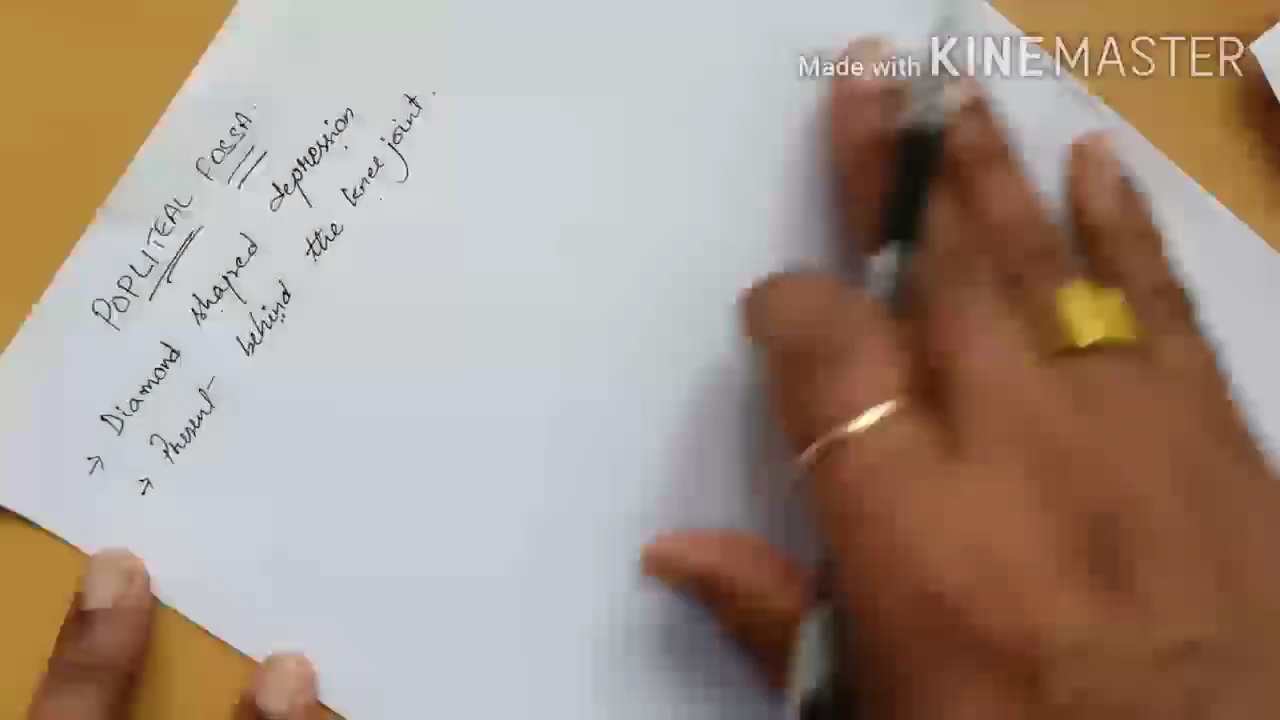 Made with KINEMASTER
POPLITEAL FOSSA.
→ Diamond shaped depression
→ Present behind the knee joint.